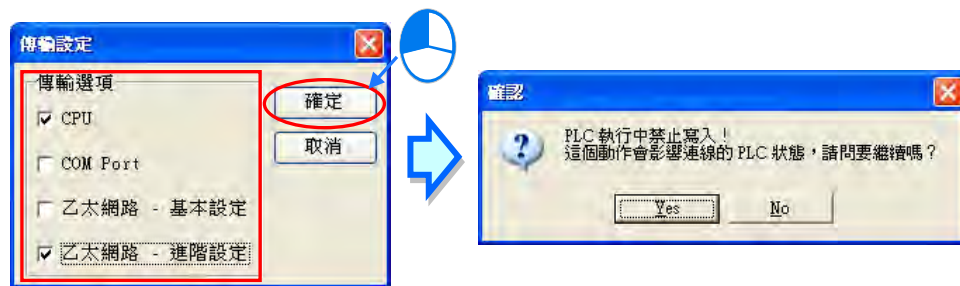 傳輸設定
傳輸選項
CPU
COM Port
乙太網路 - 基本設定
乙太網路 - 進階設定
確定
取消
確認
PLC 執行中禁止寫入！
這個動作會影響連線的 PLC 狀態，請問要繼續嗎？
Yes
No